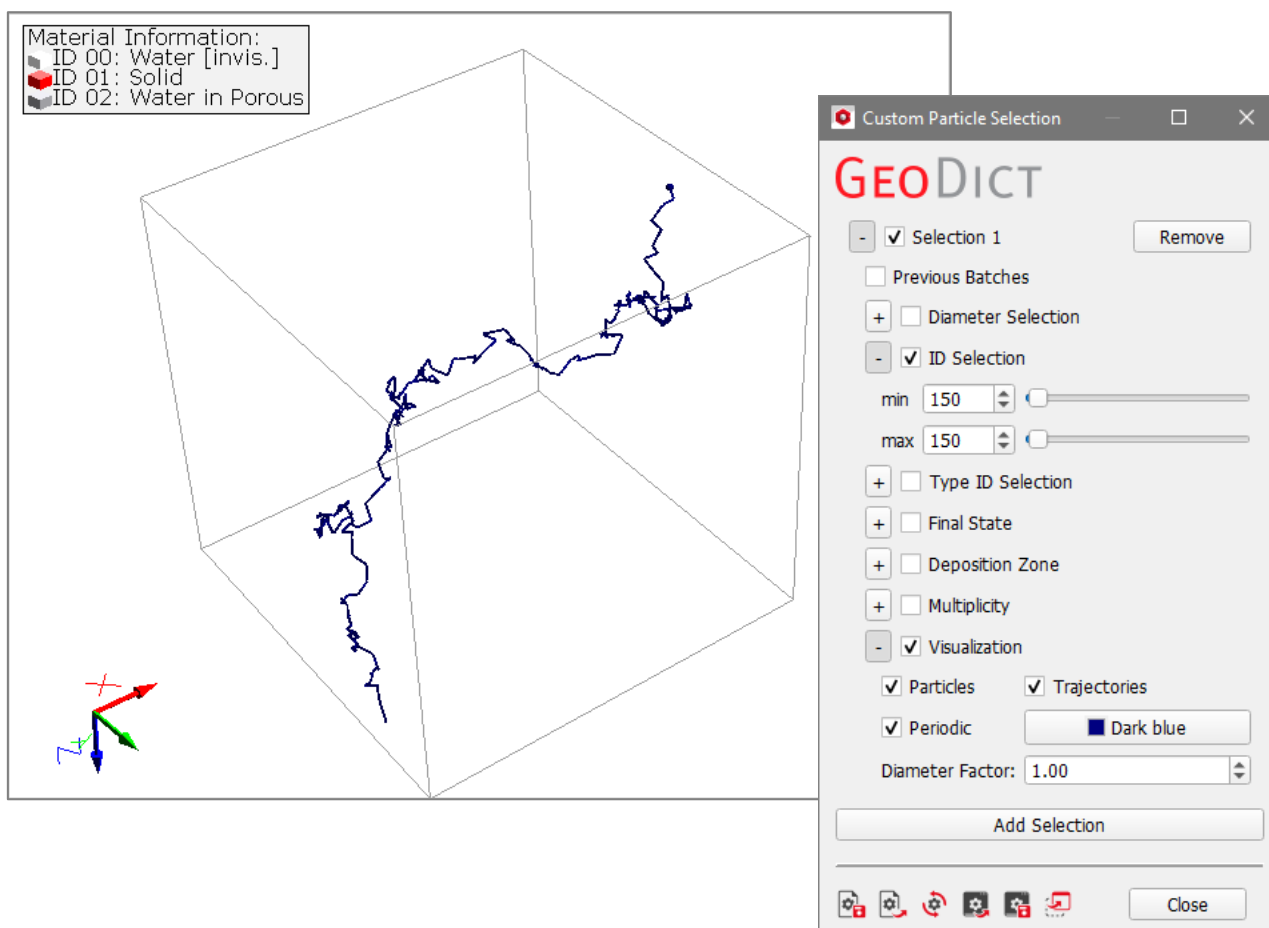 Material Information:
ID 00: Water [invis.]
ID 01: Solid
ID 02: Water in Porous
X
Z
Custom Particle Selection
GEODICT
- Selection 1 Remove
Previous Batches
+ Diameter Selection
- ID Selection
min 150
max 150
+ Type ID Selection
+ Final State
+ Deposition Zone
+ Multiplicity
- Visualization
Particles Trajectories
Periodic Dark blue
Diameter Factor: 1.00
Add Selection
Close